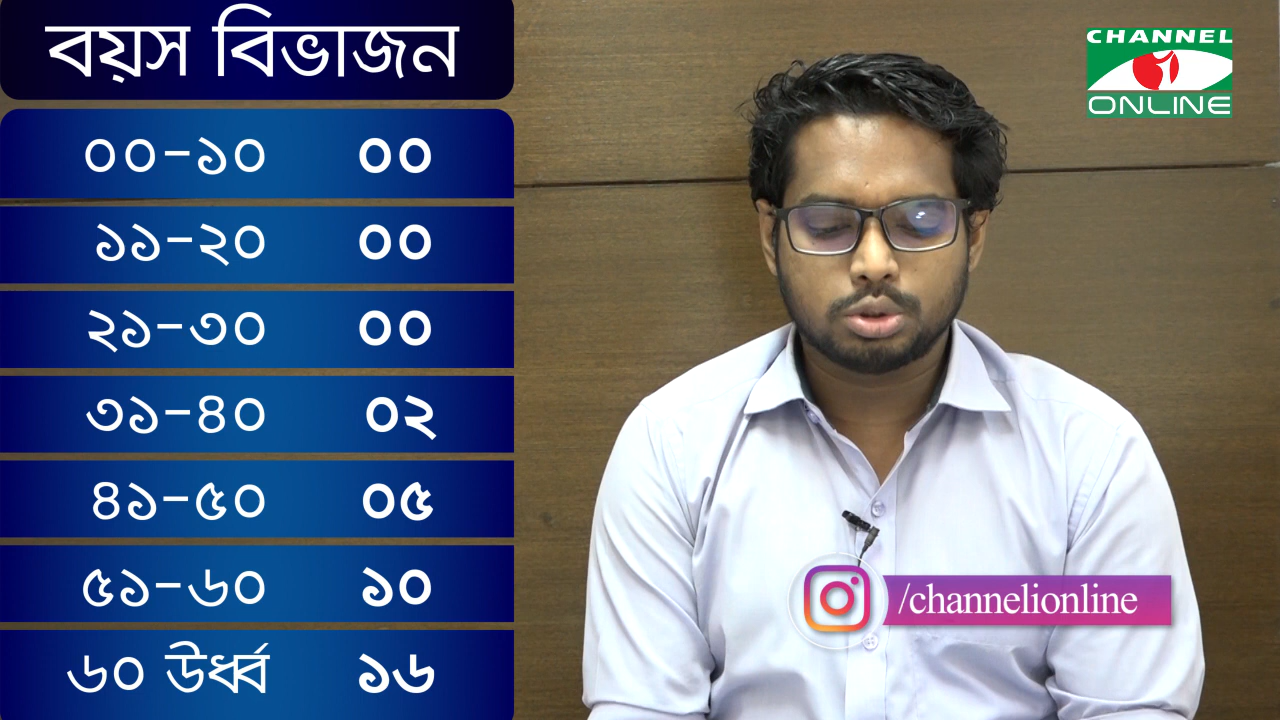 বয়স বিভাজন
০০-১০ ০০
১১-২০ ০০
২১-৩০ ০০
৩১-৪০ ০২
৪১-৫০ ০৫
৫১-৬০ ১০
৬০ উর্ধ্ব ১৬
CHANNEL
i
ONLINE
/channelionline